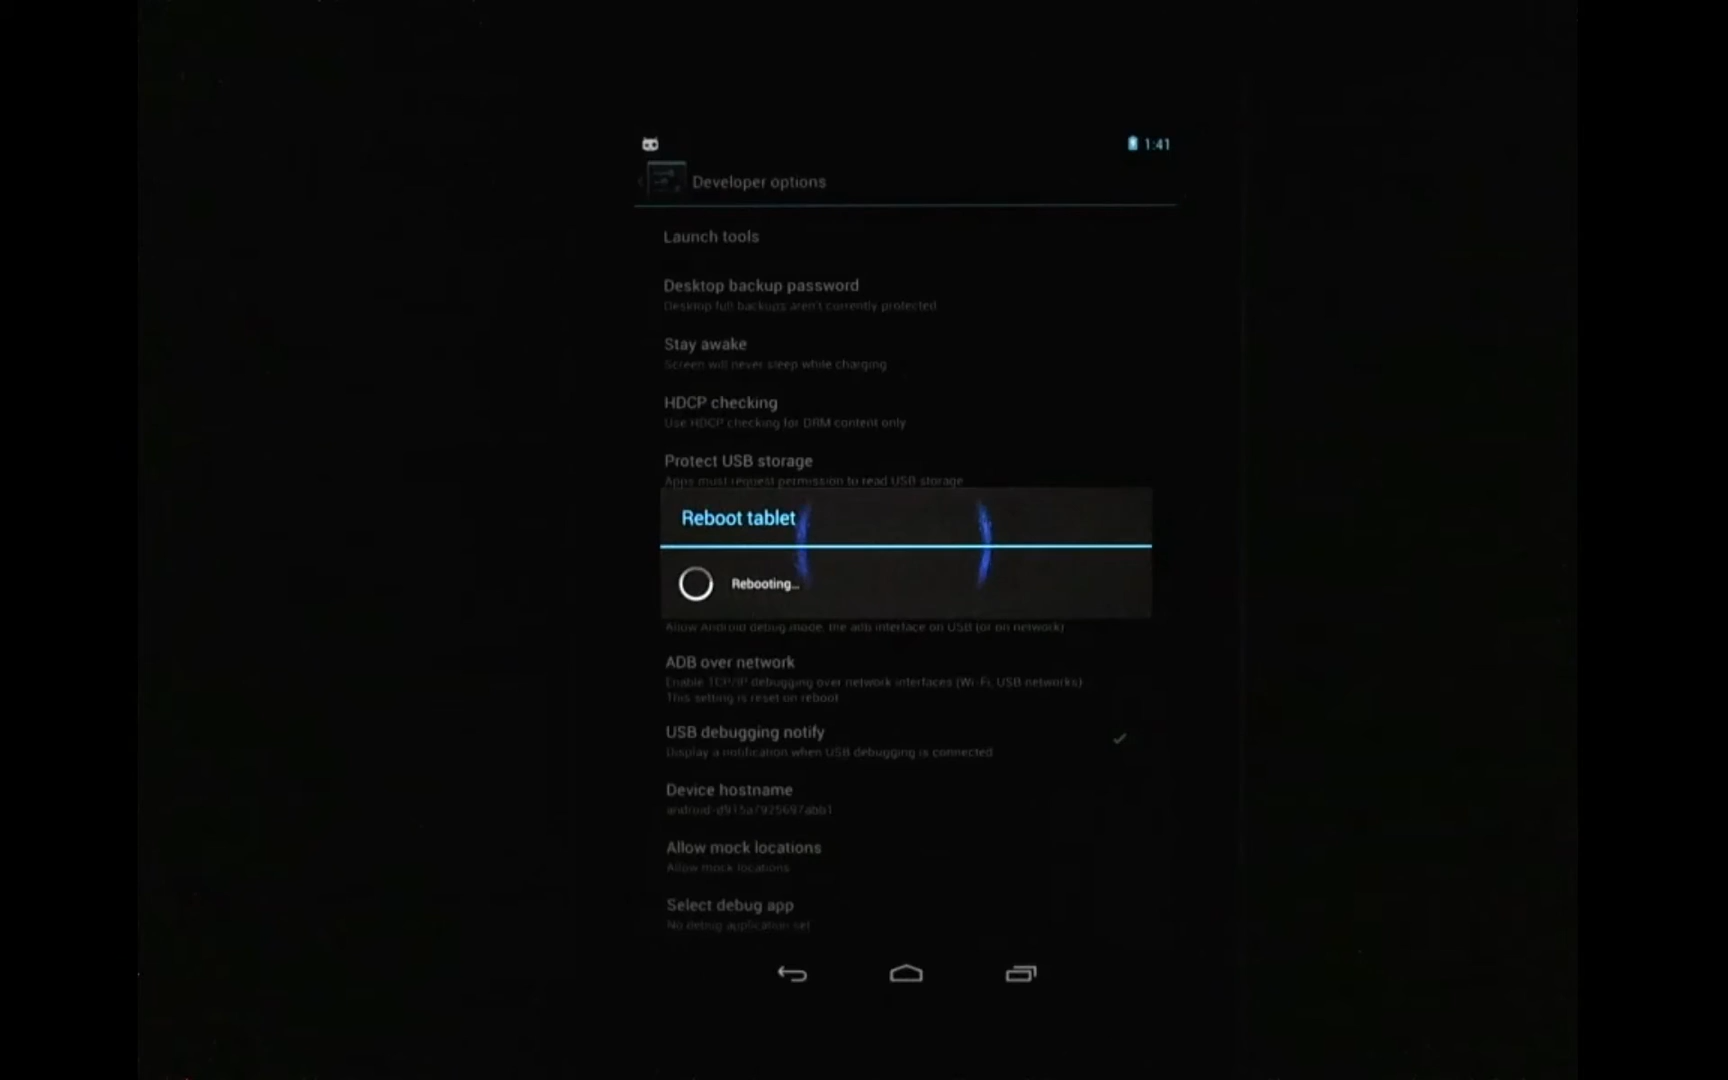 1:41
Developer options
Launch tools
Desktop backup password
Desktop full backups aren't currently protected
Stay awake
Screen will never sleep while charging
HDCP checking
Use HDCP checking for DRM content only
Protect USB storage
Apps must request permission to read USB storage
Reboot tablet
Rebooting...
Allow Android debug mode, the adb interface on USB (or on network)
ADB over network
Enable TCP/IP debugging over network interfaces (Wi-Fi, USB networks)
This setting is reset on reboot
USB debugging notify
Display a notification when USB debugging is connected
Device hostname
Allow mock locations
Allow mock locations
Select debug app
No debug application set